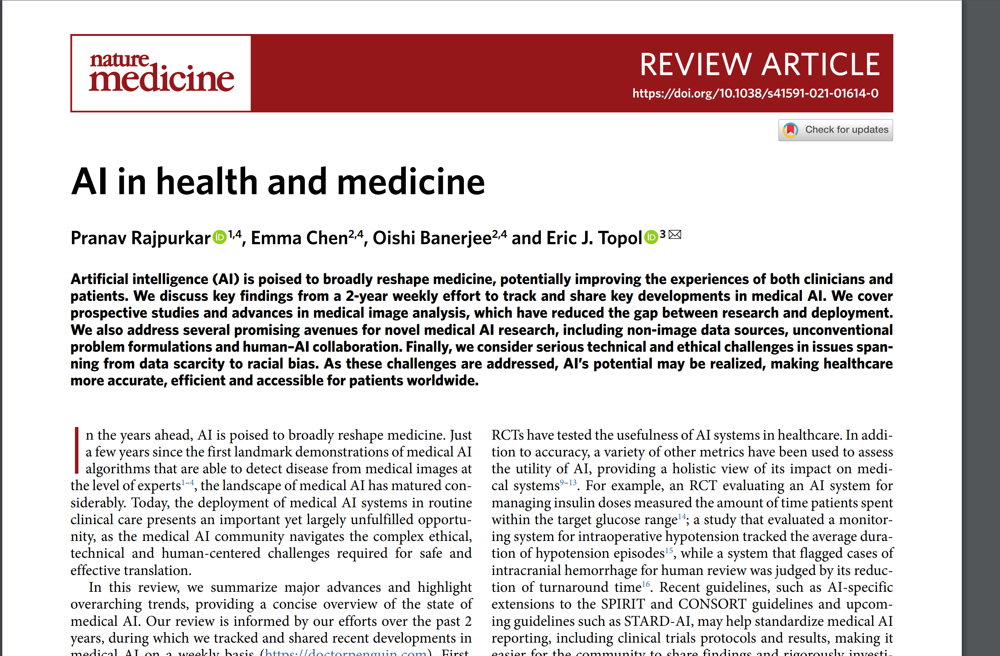 nature
medicine
REVIEW ARTICLE
https://doi.org/10.1038/s41591-021-01614-0
Check for updates
AI in health and medicine
Pranav Rajpurkar iD 1,4, Emma Chen2,4, Oishi Banerjee2,4 and Eric J. Topol iD 3 ✉
Artificial intelligence (AI) is poised to broadly reshape medicine, potentially improving the experiences of both clinicians and
patients. We discuss key findings from a 2-year weekly effort to track and share key developments in medical AI. We cover
prospective studies and advances in medical image analysis, which have reduced the gap between research and deployment.
We also address several promising avenues for novel medical AI research, including non-image data sources, unconventional
problem formulations and human–AI collaboration. Finally, we consider serious technical and ethical challenges in issues span-
ning from data scarcity to racial bias. As these challenges are addressed, AI’s potential may be realized, making healthcare
more accurate, efficient and accessible for patients worldwide.
In the years ahead, AI is poised to broadly reshape medicine. Just
a few years since the first landmark demonstrations of medical AI
algorithms that are able to detect disease from medical images at
the level of experts1–4, the landscape of medical AI has matured con-
siderably. Today, the deployment of medical AI systems in routine
clinical care presents an important yet largely unfulfilled opportu-
nity, as the medical AI community navigates the complex ethical,
technical and human-centered challenges required for safe and
effective translation.
In this review, we summarize major advances and highlight
overarching trends, providing a concise overview of the state of
medical AI. Our review is informed by our efforts over the past 2
years, during which we tracked and shared recent developments in
medical AI on a weekly basis (https://doctorpenguin.com). First,
RCTs have tested the usefulness of AI systems in healthcare. In addi-
tion to accuracy, a variety of other metrics have been used to assess
the utility of AI, providing a holistic view of its impact on medi-
cal systems9–13. For example, an RCT evaluating an AI system for
managing insulin doses measured the amount of time patients spent
within the target glucose range14; a study that evaluated a monitor-
ing system for intraoperative hypotension tracked the average dura-
tion of hypotension episodes15, while a system that flagged cases of
intracranial hemorrhage for human review was judged by its reduc-
tion of turnaround time16. Recent guidelines, such as AI-specific
extensions to the SPIRIT and CONSORT guidelines and upcom-
ing guidelines such as STARD-AI, may help standardize medical AI
reporting, including clinical trials protocols and results, making it
easier for the community to share findings and rigorously investi-